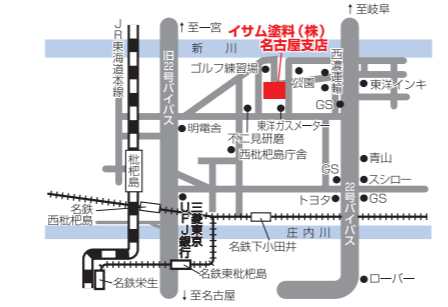 ↑至一宮
↑至岐阜
イサム塗料(株)
名古屋支店
JR東海道本線
旧22号バイパス
新川
ゴルフ練習場
公園
西濃運輸
東洋インキ
GS
明電舎
不二見研磨
東洋ガスメーター
西枇杷島庁舎
枇杷島
青山
GS
スシロー
トヨタ
GS
22号バイパス
名鉄
西枇杷島
三菱東京
UFJ銀行
庄内川
名鉄下小田井
名鉄東枇杷島
名鉄栄生
ローバー
↓至名古屋